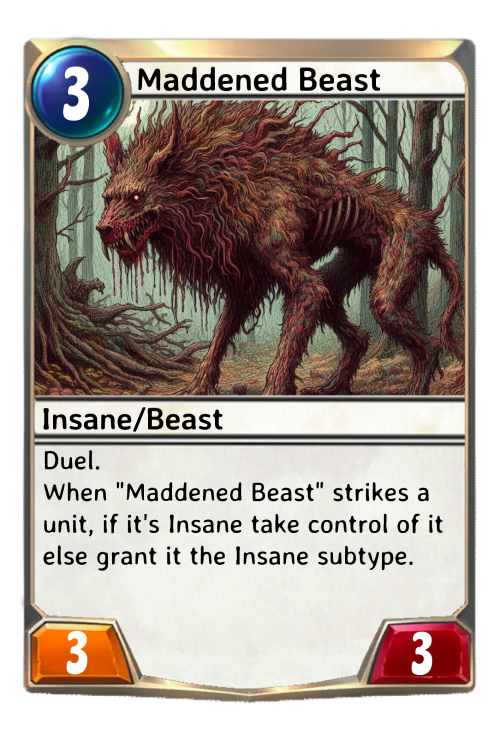 3
Maddened Beast
Insane/Beast
Duel.
When "Maddened Beast" strikes a
unit, if it's Insane take control of it
else grant it the Insane subtype.
3
3